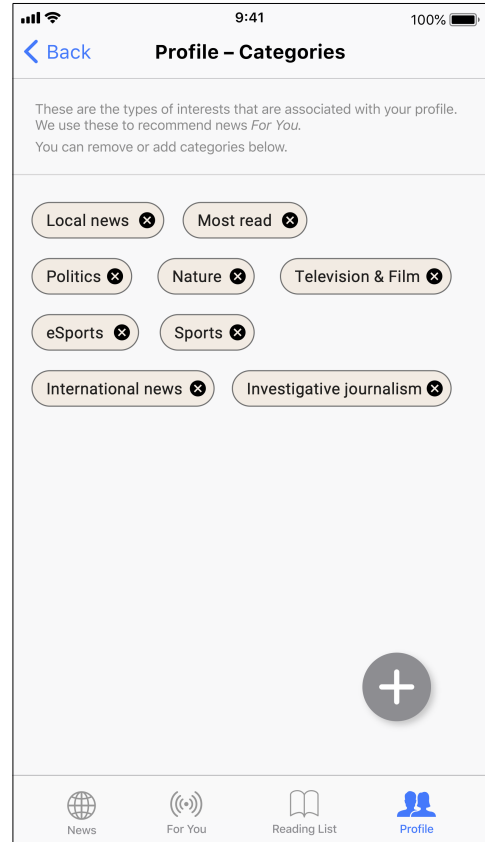 9:41
100%
Back
Profile – Categories
These are the types of interests that are associated with your profile.
We use these to recommend news For You.
You can remove or add categories below.
Local news Most read
Politics Nature Television & Film
eSports Sports
International news Investigative journalism
News For You Reading List Profile